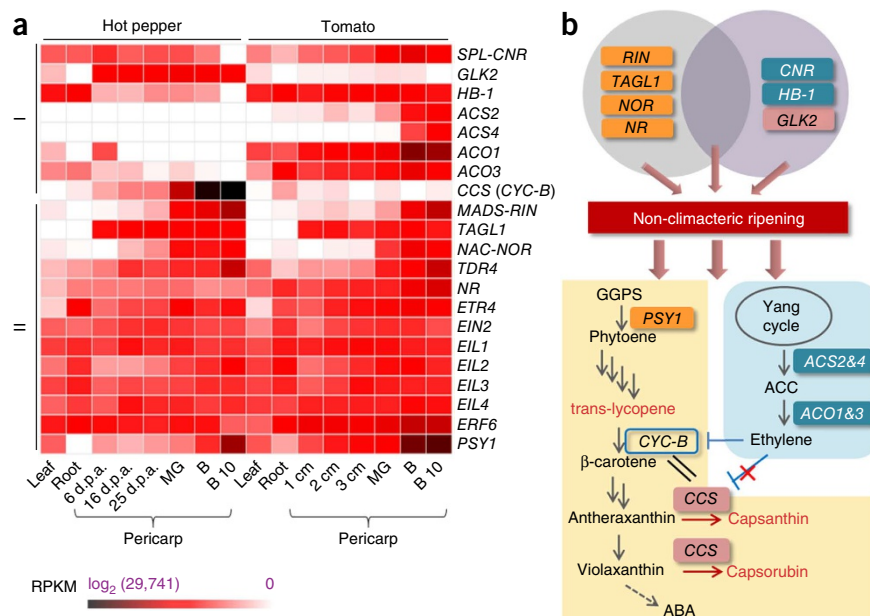 a
Hot pepper
Tomato
I
SPL-CNR
GLK2
HB-1
ACS2
ACS4
ACO1
ACO3
CCS (CYC-B)
II
MADS-RIN
TAGL1
NAC-NOR
TDR4
NR
ETR4
EIN2
EIL1
EIL2
EIL3
EIL4
ERF6
PSY1
Leaf Root 6 d.p.a. 16 d.p.a. 25 d.p.a. MG B B 10 Leaf Root 1 cm 2 cm 3 cm MG B B 10
Pericarp Pericarp
RPKM log2 (29,741) 0
b
RIN
TAGL1
NOR
NR
CNR
HB-1
GLK2
Non-climacteric ripening
GGPS
PSY1
Phytoene
trans-lycopene
CYC-B
β-carotene
CCS
Antheraxanthin
Capsanthin
CCS
Violaxanthin
Capsorubin
ABA
Yang
cycle
ACS2&4
ACC
ACO1&3
Ethylene